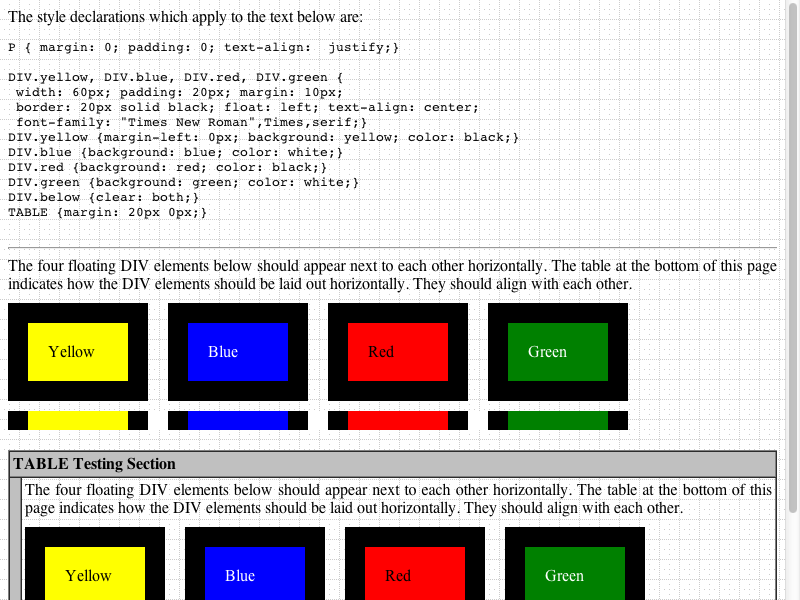 The style declarations which apply to the text below are:
P { margin: 0; padding: 0; text-align:  justify;}
DIV.yellow, DIV.blue, DIV.red, DIV.green {
 width: 60px; padding: 20px; margin: 10px;
 border: 20px solid black; float: left; text-align: center;
 font-family: "Times New Roman",Times,serif;}
DIV.yellow {margin-left: 0px; background: yellow; color: black;}
DIV.blue {background: blue; color: white;}
DIV.red {background: red; color: black;}
DIV.green {background: green; color: white;}
DIV.below {clear: both;}
TABLE {margin: 20px 0px;}
The four floating DIV elements below should appear next to each other horizontally. The table at the bottom of this page
indicates how the DIV elements should be laid out horizontally. They should align with each other.
Yellow Blue Red Green
TABLE Testing Section
The four floating DIV elements below should appear next to each other horizontally. The table at the bottom of this
page indicates how the DIV elements should be laid out horizontally. They should align with each other.
Yellow Blue Red Green